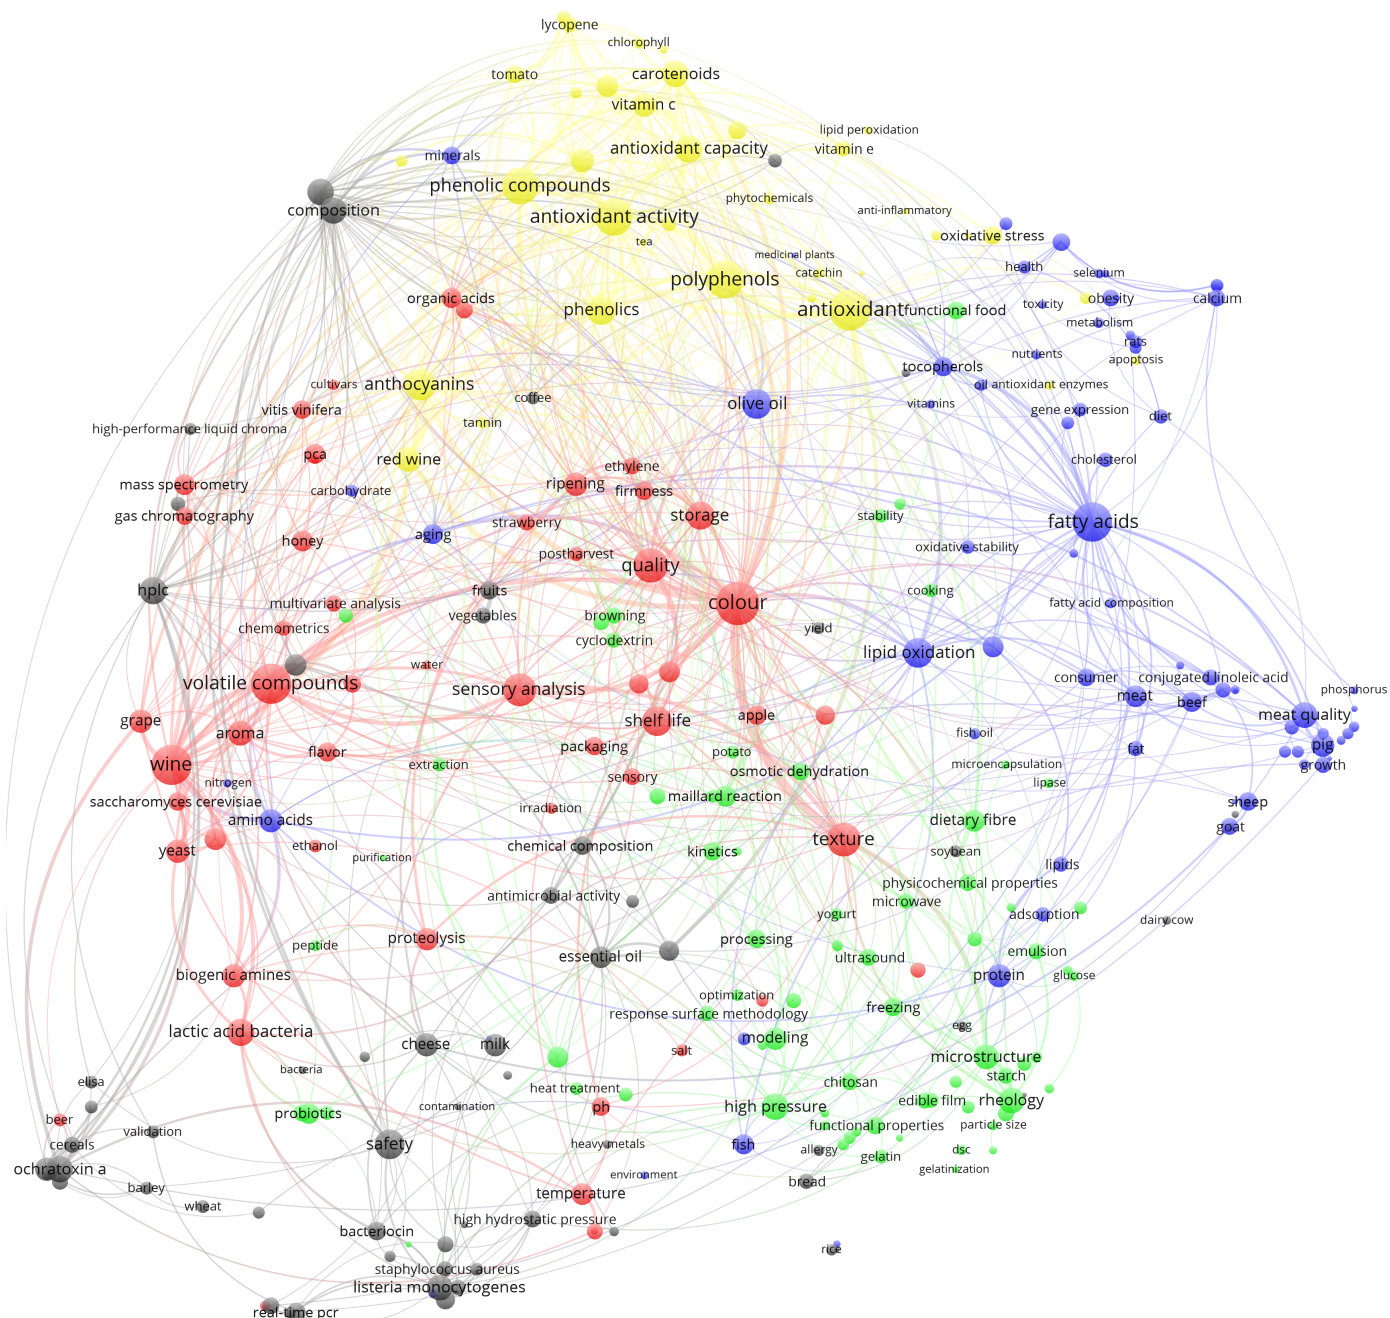 lycopene
chlorophyll
tomato
carotenoids
vitamin c
lipid peroxidation
antioxidant capacity
vitamin e
minerals
phenolic compounds
phytochemicals
composition
antioxidant activity
anti-inflammatory
tea
oxidative stress
medicinal plants
health
catechin
selenium
polyphenols
organic acids
obesity
calcium
toxicity
phenolics
antioxidant
functional food
metabolism
rats
nutrients
apoptosis
tocopherols
cultivars
anthocyanins
oil
antioxidant enzymes
coffee
olive oil
vitamins
vitis vinifera
gene expression
diet
tannin
high-performance liquid chroma
pca
red wine
cholesterol
ethylene
mass spectrometry
carbohydrate
ripening
firmness
gas chromatography
storage
stability
strawberry
fatty acids
aging
honey
postharvest
oxidative stability
quality
hplc
fruits
cooking
multivariate analysis
colour
fatty acid composition
vegetables
browning
chemometrics
yield
cyclodextrin
lipid oxidation
water
volatile compounds
sensory analysis
consumer
conjugated linoleic acid
phosphorus
meat
beef
grape
shelf life
apple
meat quality
aroma
fish oil
packaging
flavor
potato
fat
pig
wine
extraction
osmotic dehydration
microencapsulation
growth
nitrogen
sensory
lipase
maillard reaction
saccharomyces cerevisiae
irradiation
sheep
amino acids
dietary fibre
goat
texture
ethanol
chemical composition
yeast
purification
kinetics
soybean
lipids
physicochemical properties
antimicrobial activity
microwave
yogurt
adsorption
dairy cow
proteolysis
processing
peptide
essential oil
ultrasound
emulsion
biogenic amines
protein
glucose
optimization
freezing
response surface methodology
egg
lactic acid bacteria
modeling
cheese
milk
salt
microstructure
bacteria
starch
elisa
heat treatment
chitosan
contamination
ph
high pressure
edible film
rheology
probiotics
beer
functional properties
particle size
validation
cereals
safety
heavy metals
fish
allergy
dsc
gelatin
ochratoxin a
gelatinization
environment
bread
barley
temperature
wheat
high hydrostatic pressure
bacteriocin
rice
staphylococcus aureus
listeria monocytogenes
real-time pcr